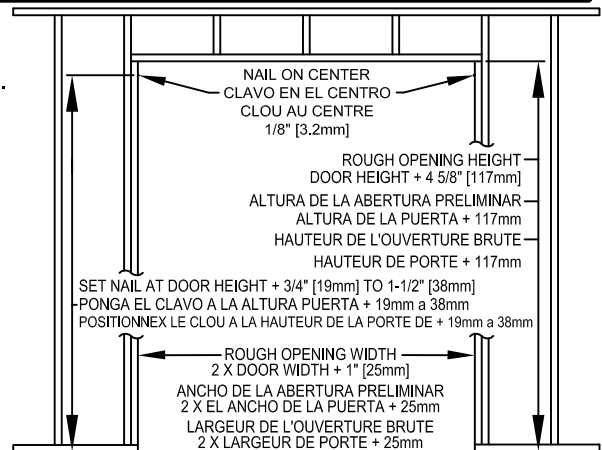 NAIL ON CENTER
CLAVO EN EL CENTRO
CLOU AU CENTRE
1/8" [3.2mm]
ROUGH OPENING HEIGHT
DOOR HEIGHT + 4 5/8" [117mm]
ALTURA DE LA ABERTURA PRELIMINAR
ALTURA DE LA PUERTA + 117mm
HAUTEUR DE L'OUVERTURE BRUTE
HAUTEUR DE PORTE + 117mm
SET NAIL AT DOOR HEIGHT + 3/4" [19mm] TO 1-1/2" [38mm]
PONGA EL CLAVO A LA ALTURA PUERTA + 19mm a 38mm
POSITIONNEX LE CLOU A LA HAUTEUR DE LA PORTE DE + 19mm a 38mm
ROUGH OPENING WIDTH
2 X DOOR WIDTH + 1" [25mm]
ANCHO DE LA ABERTURA PRELIMINAR
2 X EL ANCHO DE LA PUERTA + 25mm
LARGEUR DE L'OUVERTURE BRUTE
2 X LARGEUR DE PORTE + 25mm